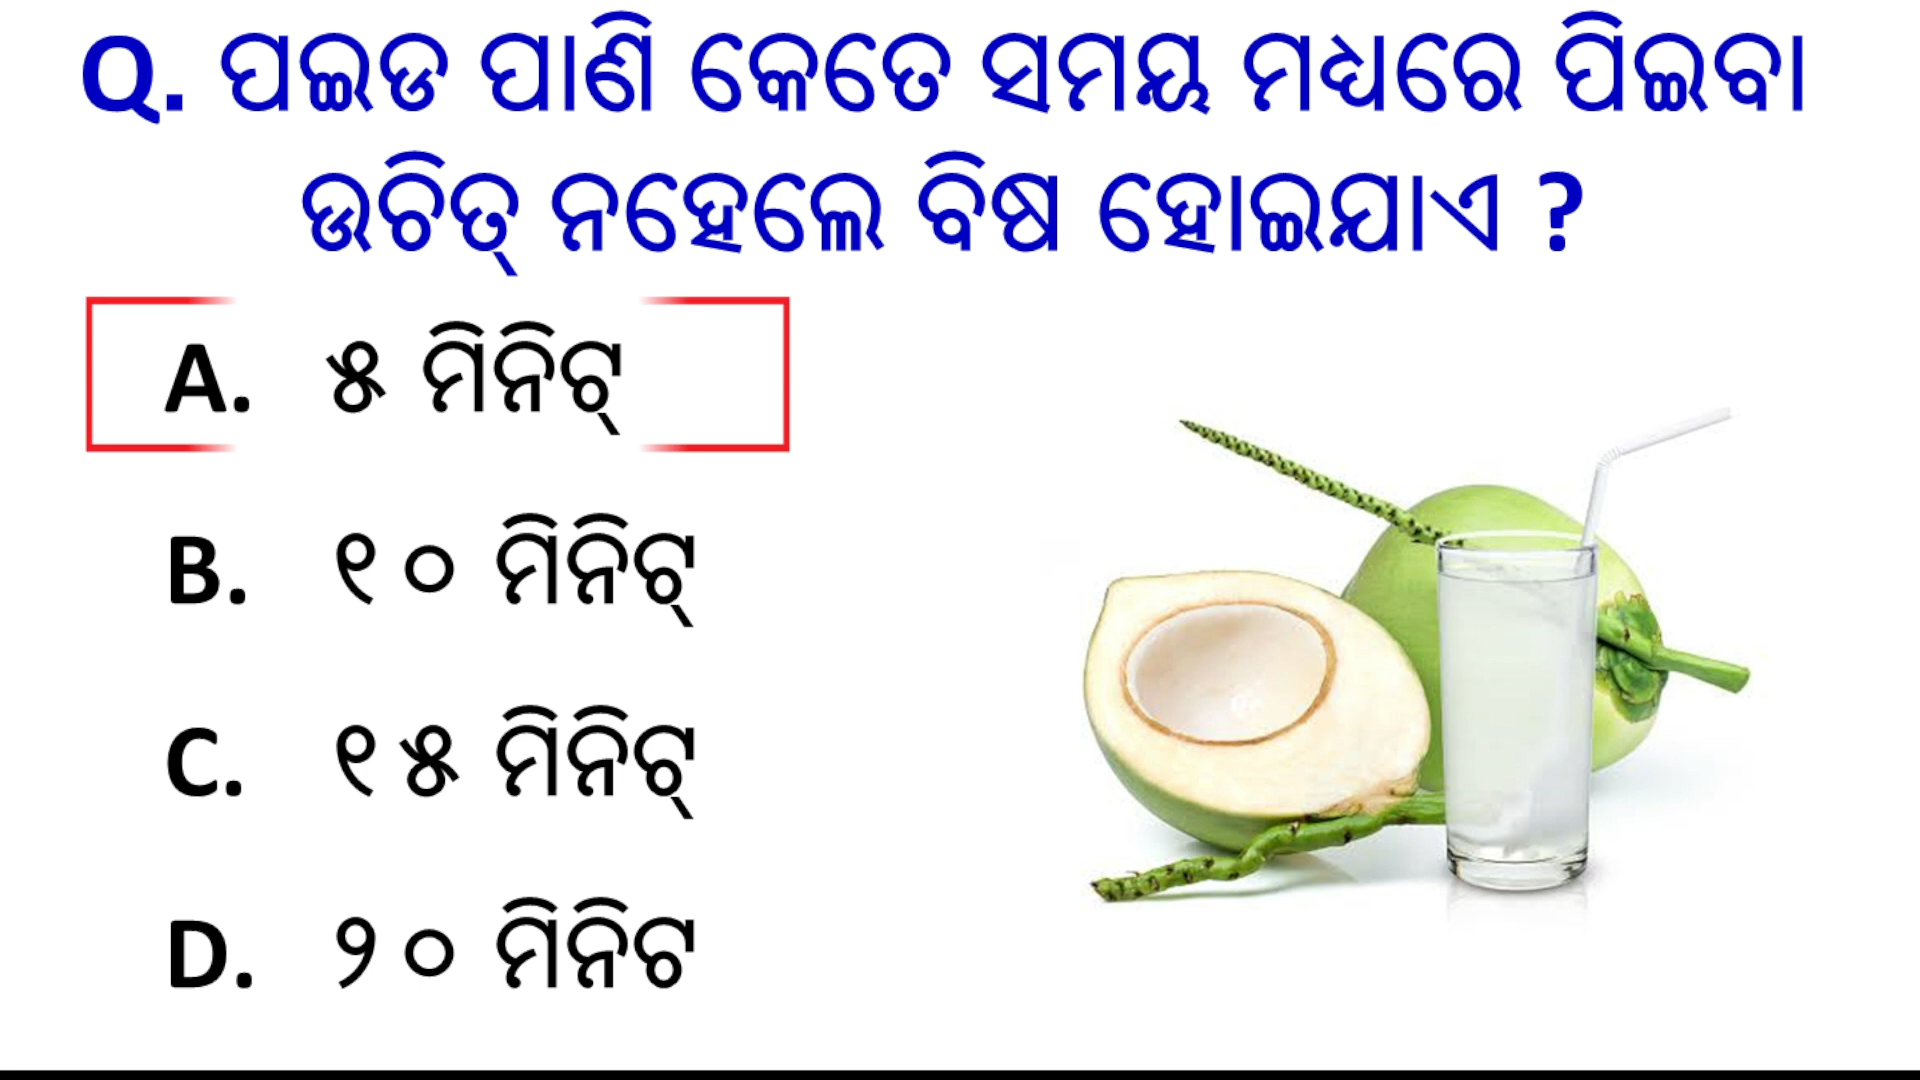 Q. ପଇଡ ପାଣି କେତେ ସମୟ ମଧ୍ୟରେ ପିଇବା
ଉଚିତ୍ ନହେଲେ ବିଷ ହୋଇଯାଏ ?
A. ୫ ମିନିଟ୍
B. ୧୦ ମିନିଟ୍
C. ୧୫ ମିନିଟ୍
D. ୨୦ ମିନିଟ